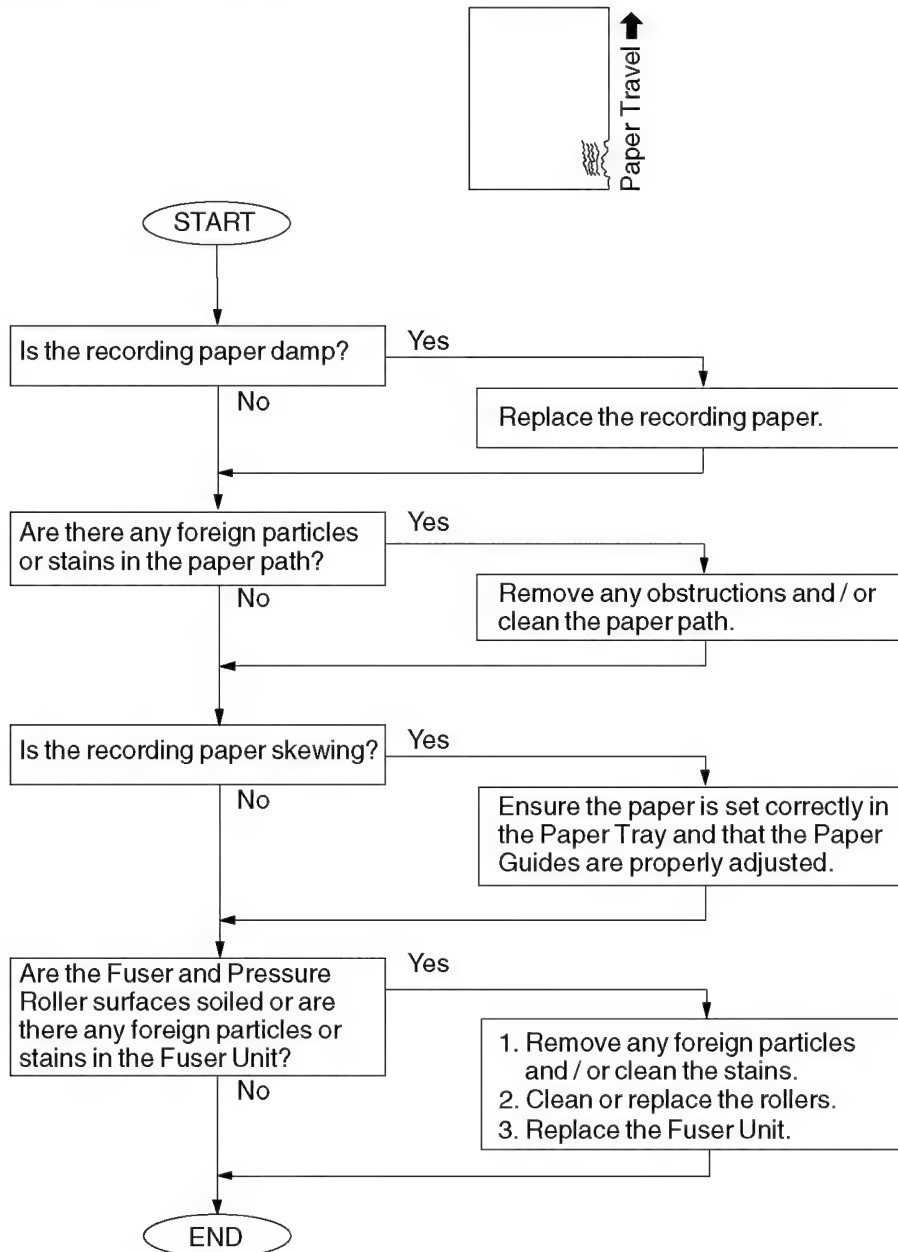 Paper Travel
START
Is the recording paper damp?
Yes
No
Replace the recording paper.
Are there any foreign particles
or stains in the paper path?
Yes
No
Remove any obstructions and / or
clean the paper path.
Is the recording paper skewing?
Yes
No
Ensure the paper is set correctly in
the Paper Tray and that the Paper
Guides are properly adjusted.
Are the Fuser and Pressure
Roller surfaces soiled or are
there any foreign particles or
stains in the Fuser Unit?
Yes
No
1. Remove any foreign particles
and / or clean the stains.
2. Clean or replace the rollers.
3. Replace the Fuser Unit.
END